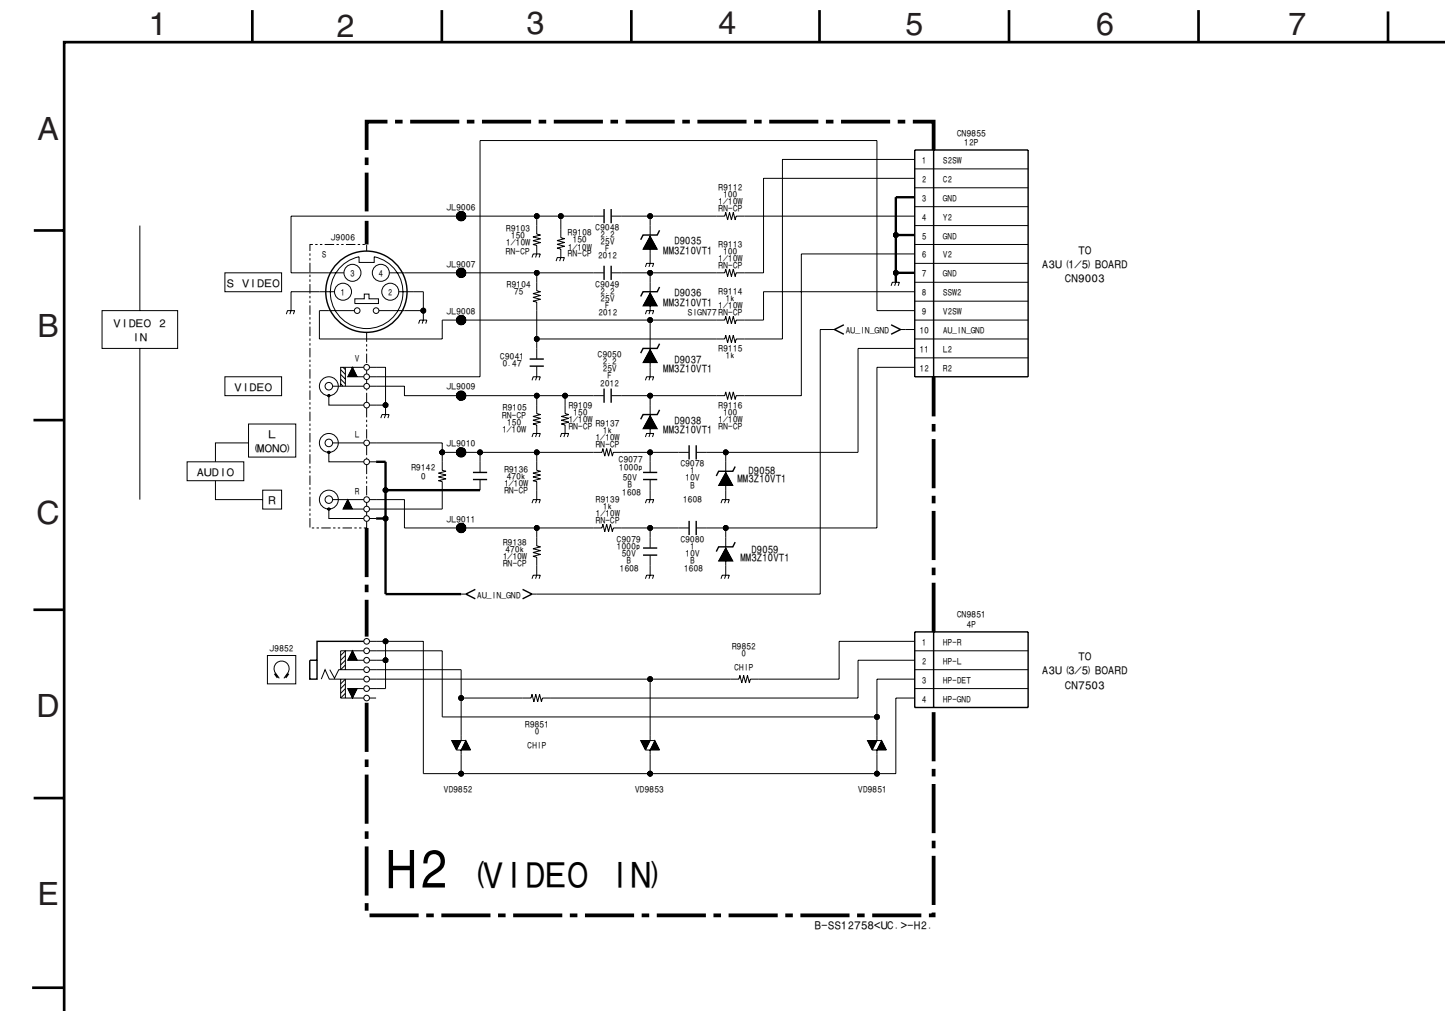 1 2 3 4 5 6 7
A
B
C
D
E
VIDEO 2
IN
S VIDEO
VIDEO
L
(MONO)
AUDIO
R
J9006
S
3
4
1
2
V
L
R
JL9006
JL9007
JL9008
JL9009
JL9010
JL9011
R9103
150
1/10W
RN-CP
R9108
150
1/10W
RN-CP
C9048
2.2
25V
F
2012
D9035
MM3Z10VT1
R9112
100
1/10W
RN-CP
R9113
100
1/10W
RN-CP
R9104
75
C9049
2.2
25V
F
2012
D9036
MM3Z10VT1
SIGN77
R9114
1k
1/10W
RN-CP
R9115
1k
C9041
0.47
C9050
2.2
25V
F
2012
D9037
MM3Z10VT1
R9105
RN-CP
150
1/10W
R9109
150
1/10W
RN-CP
D9038
MM3Z10VT1
R9116
100
1/10W
RN-CP
R9137
1k
1/10W
RN-CP
R9142
0
R9136
470k
1/10W
RN-CP
C9077
1000p
50V
B
1608
C9078
1
10V
B
1608
D9058
MM3Z10VT1
R9139
1k
1/10W
RN-CP
R9138
470k
1/10W
RN-CP
C9079
1000p
50V
B
1608
C9080
1
10V
B
1608
D9059
MM3Z10VT1
AU_IN_GND
AU_IN_GND
CN9855
12P
1 S2SW
2 C2
3 GND
4 Y2
5 GND
6 V2
7 GND
8 SSW2
9 V2SW
10 AU_IN_GND
11 L2
12 R2
TO
A3U (1/5) BOARD
CN9003
J9852
R9852
0
CHIP
R9851
0
CHIP
VD9852
VD9853
VD9851
CN9851
4P
1 HP-R
2 HP-L
3 HP-DET
4 HP-GND
TO
A3U (3/5) BOARD
CN7503
H2 (VIDEO IN)
B-SS12758<UC.>-H2.